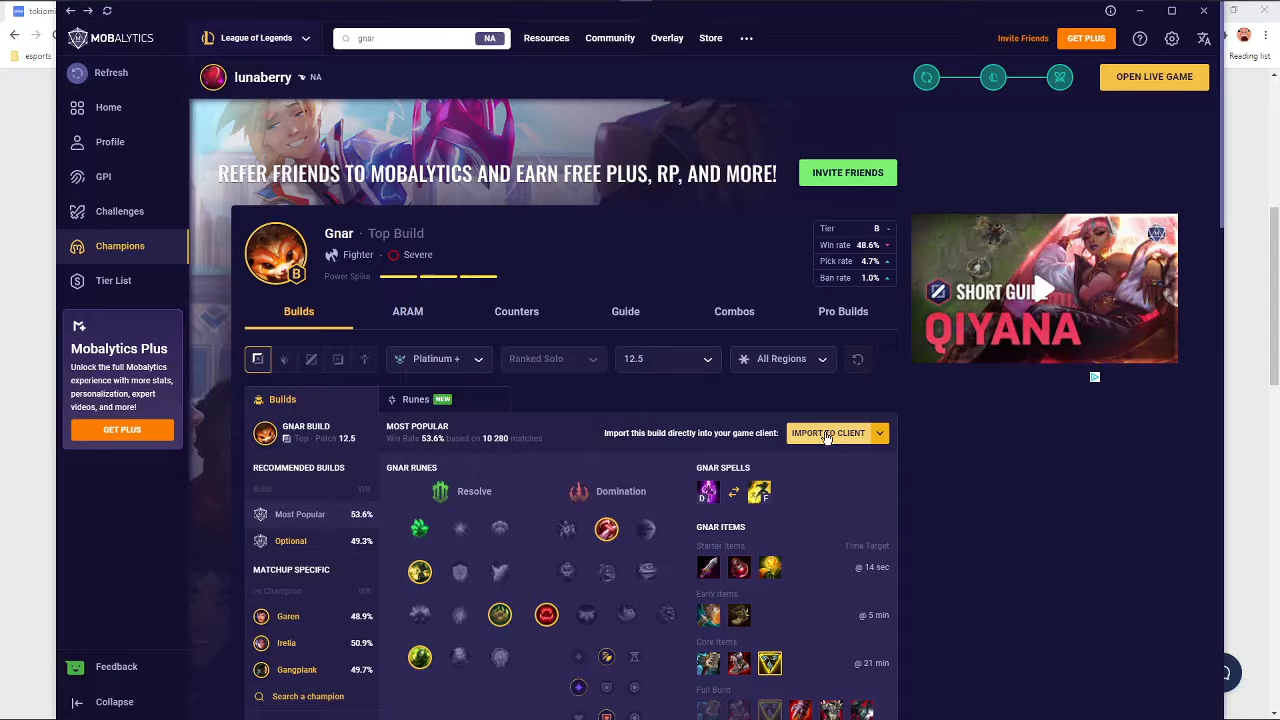 tokiomi
esports
Reading list
MOBALYTICS
League of Legends
gnar
NA
Resources
Community
Overlay
Store
Invite Friends
GET PLUS
Refresh
lunaberry
NA
OPEN LIVE GAME
Home
Profile
GPI
Challenges
Champions
Tier List
Mobalytics Plus
Unlock the full Mobalytics
experience with more stats,
personalization, expert
videos, and more!
GET PLUS
Feedback
Collapse
REFER FRIENDS TO MOBALYTICS AND EARN FREE PLUS, RP, AND MORE!
INVITE FRIENDS
Gnar · Top Build
Fighter · Severe
Power Spike
B
Tier B
Win rate 48.6%
Pick rate 4.7%
Ban rate 1.0%
Builds
ARAM
Counters
Guide
Combos
Pro Builds
Platinum +
Ranked Solo
12.5
All Regions
Builds
Runes NEW
GNAR BUILD
Top · Patch 12.5
MOST POPULAR
Win Rate 53.6% based on 10 280 matches
Import this build directly into your game client:
IMPORT TO CLIENT
RECOMMENDED BUILDS
Build WR
Most Popular 53.6%
Optional 49.3%
MATCHUP SPECIFIC
vs Champion WR
Garen 48.9%
Irelia 50.9%
Gangplank 49.7%
Search a champion
GNAR RUNES
Resolve
Domination
GNAR SPELLS
D
F
GNAR ITEMS
Starter Items Time Target
@ 14 sec
Early Items
@ 5 min
Core Items
@ 21 min
Full Build
SHORT GUIDE
QIYANA